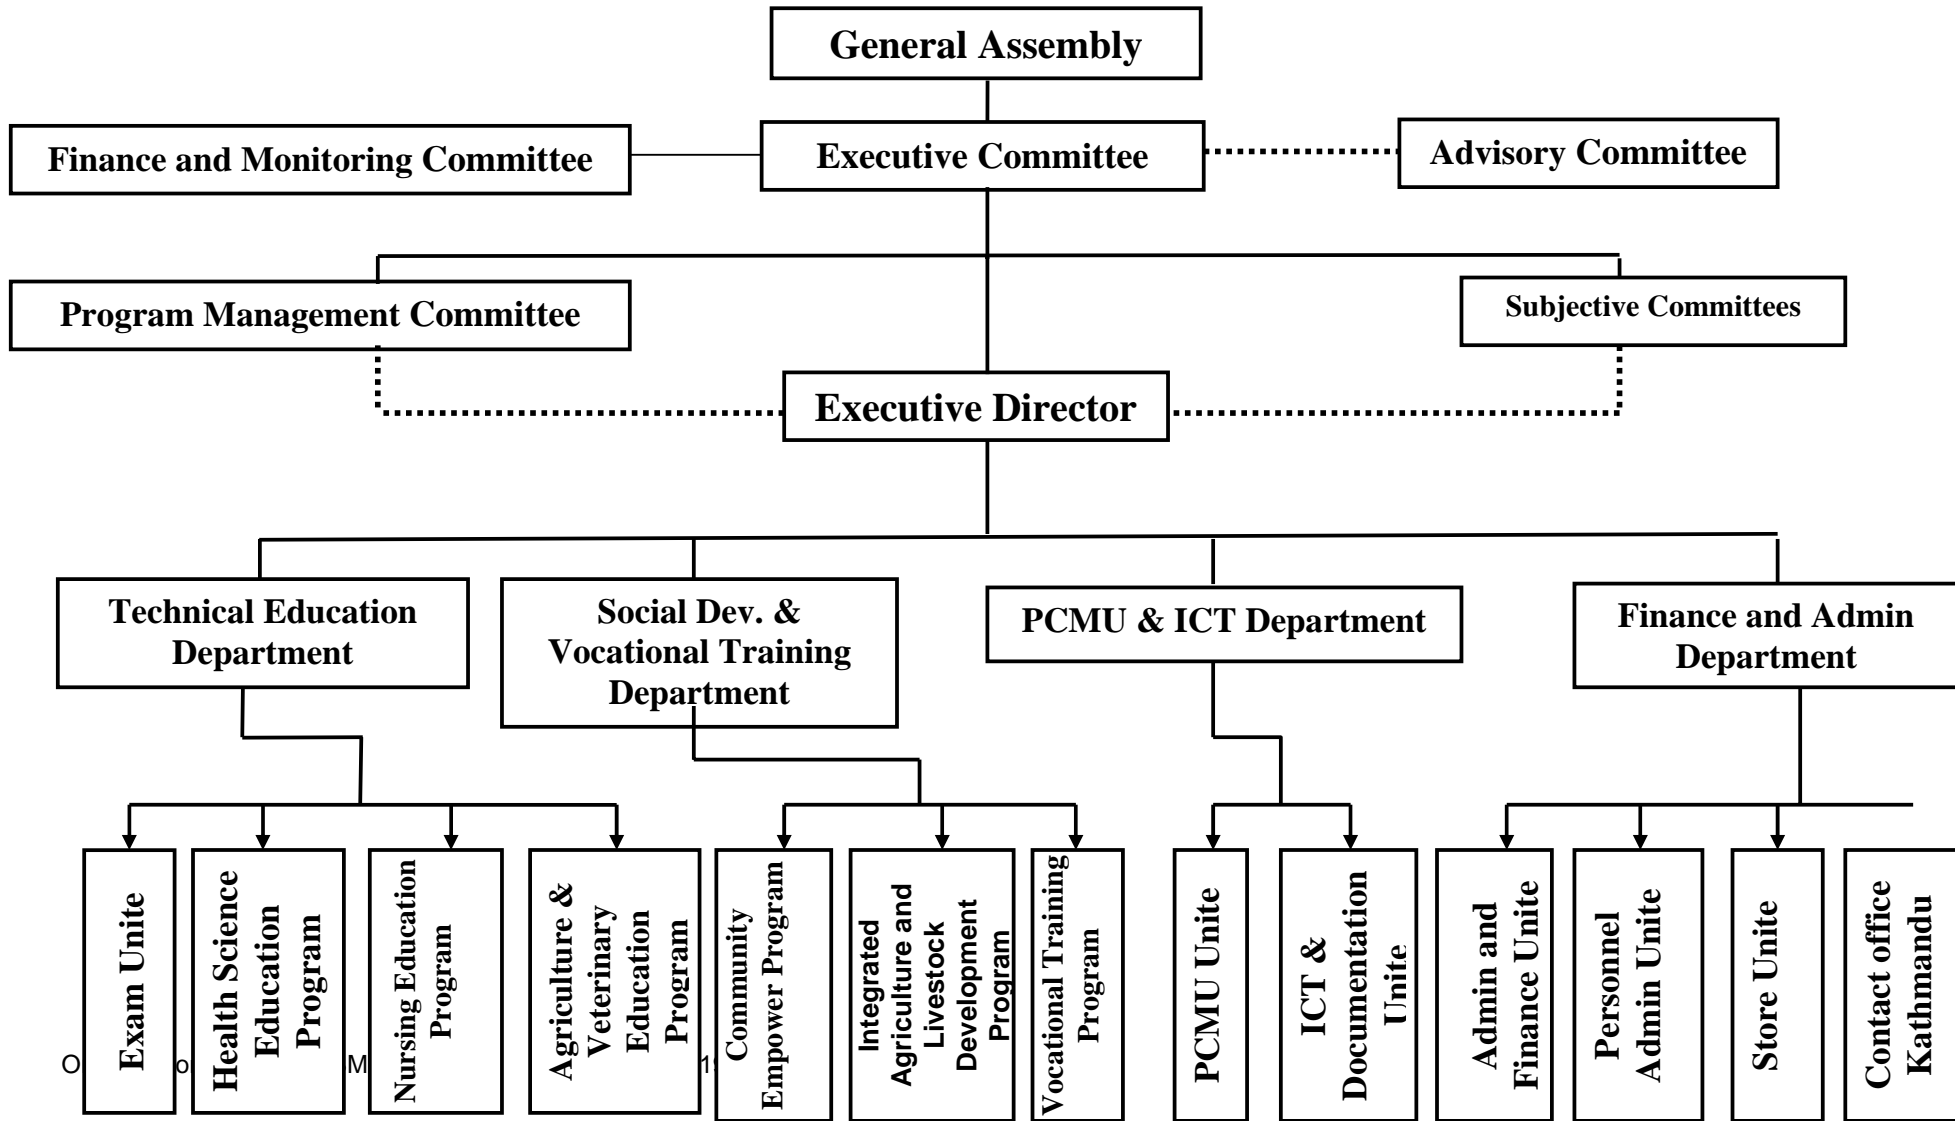 General Assembly
Finance and Monitoring Committee
Executive Committee
Advisory Committee
Program Management Committee
Subjective Committees
Executive Director
Technical Education
Department
Social Dev. &
Vocational Training
Department
PCMU & ICT Department
Finance and Admin
Department
Exam Unite
Health Science
Education
Program
Nursing Education
Program
Agriculture &
Veterinary
Education
Program
Community
Empower Program
Integrated
Agriculture and
Livestock
Development
Program
Vocational Training
Program
PCMU Unite
ICT &
Documentation
Unite
Admin and
Finance Unite
Personnel
Admin Unite
Store Unite
Contact office
Kathmandu